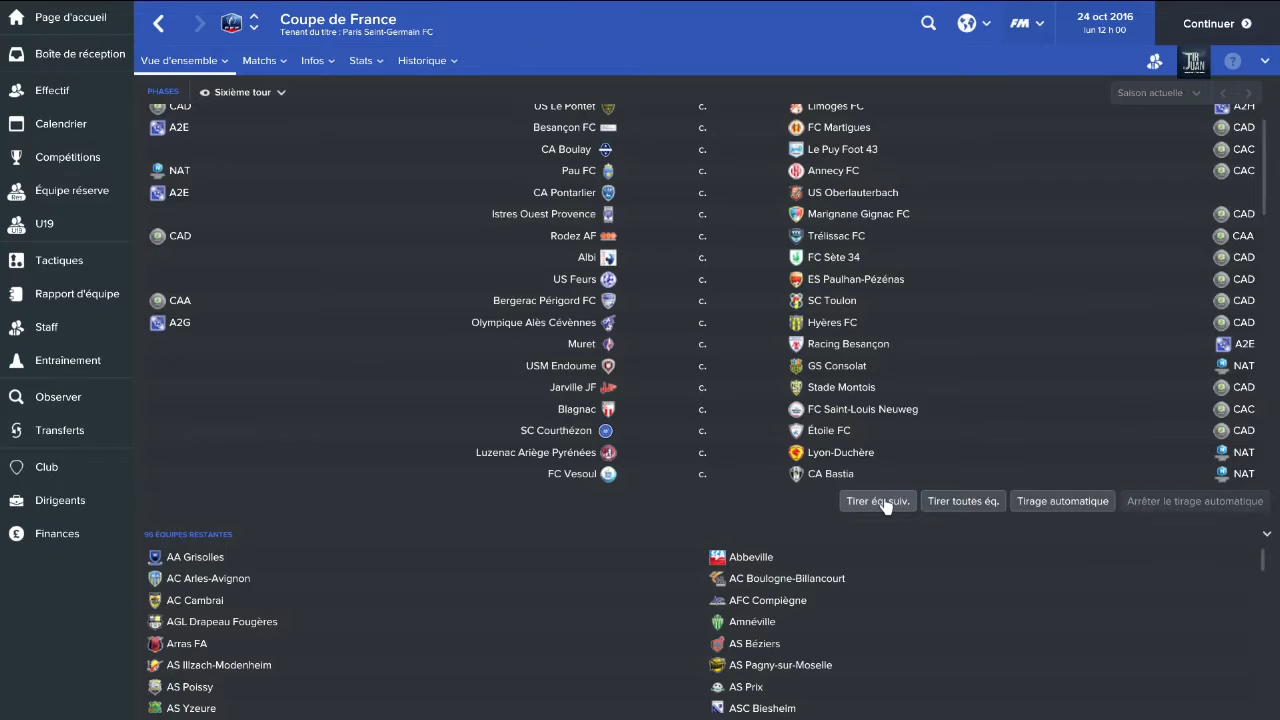 Page d'accueil
Boîte de réception
Effectif
Calendrier
Compétitions
Équipe réserve
U19
Tactiques
Rapport d'équipe
Staff
Entraînement
Observer
Transferts
Club
Dirigeants
Finances
Coupe de France
Tenant du titre : Paris Saint-Germain FC
FM
24 oct 2016
lun 12 h 00
Continuer
Vue d'ensemble
Matchs
Infos
Stats
Historique
PHASES
Sixième tour
Saison actuelle
CAD US Le Pontet Limoges FC A2H
A2E Besançon FC c. FC Martigues CAD
CA Boulay c. Le Puy Foot 43 CAC
NAT Pau FC c. Annecy FC CAC
A2E CA Pontarlier c. US Oberlauterbach
Istres Ouest Provence c. Marignane Gignac FC CAD
CAD Rodez AF c. Trélissac FC CAA
Albi c. FC Sète 34 CAD
US Feurs c. ES Paulhan-Pézénas CAD
CAA Bergerac Périgord FC c. SC Toulon CAD
A2G Olympique Alès Cévènnes c. Hyères FC CAD
Muret c. Racing Besançon A2E
USM Endoume c. GS Consolat NAT
Jarville JF c. Stade Montois CAD
Blagnac c. FC Saint-Louis Neuweg CAC
SC Courthézon c. Étoile FC CAD
Luzenac Ariège Pyrénées c. Lyon-Duchère NAT
FC Vesoul c. CA Bastia NAT
Tirer éq. suiv. Tirer toutes éq. Tirage automatique Arrêter le tirage automatique
96 ÉQUIPES RESTANTES
AA Grisolles Abbeville
AC Arles-Avignon AC Boulogne-Billancourt
AC Cambrai AFC Compiègne
AGL Drapeau Fougères Amnéville
Arras FA AS Béziers
AS Illzach-Modenheim AS Pagny-sur-Moselle
AS Poissy AS Prix
AS Yzeure ASC Biesheim